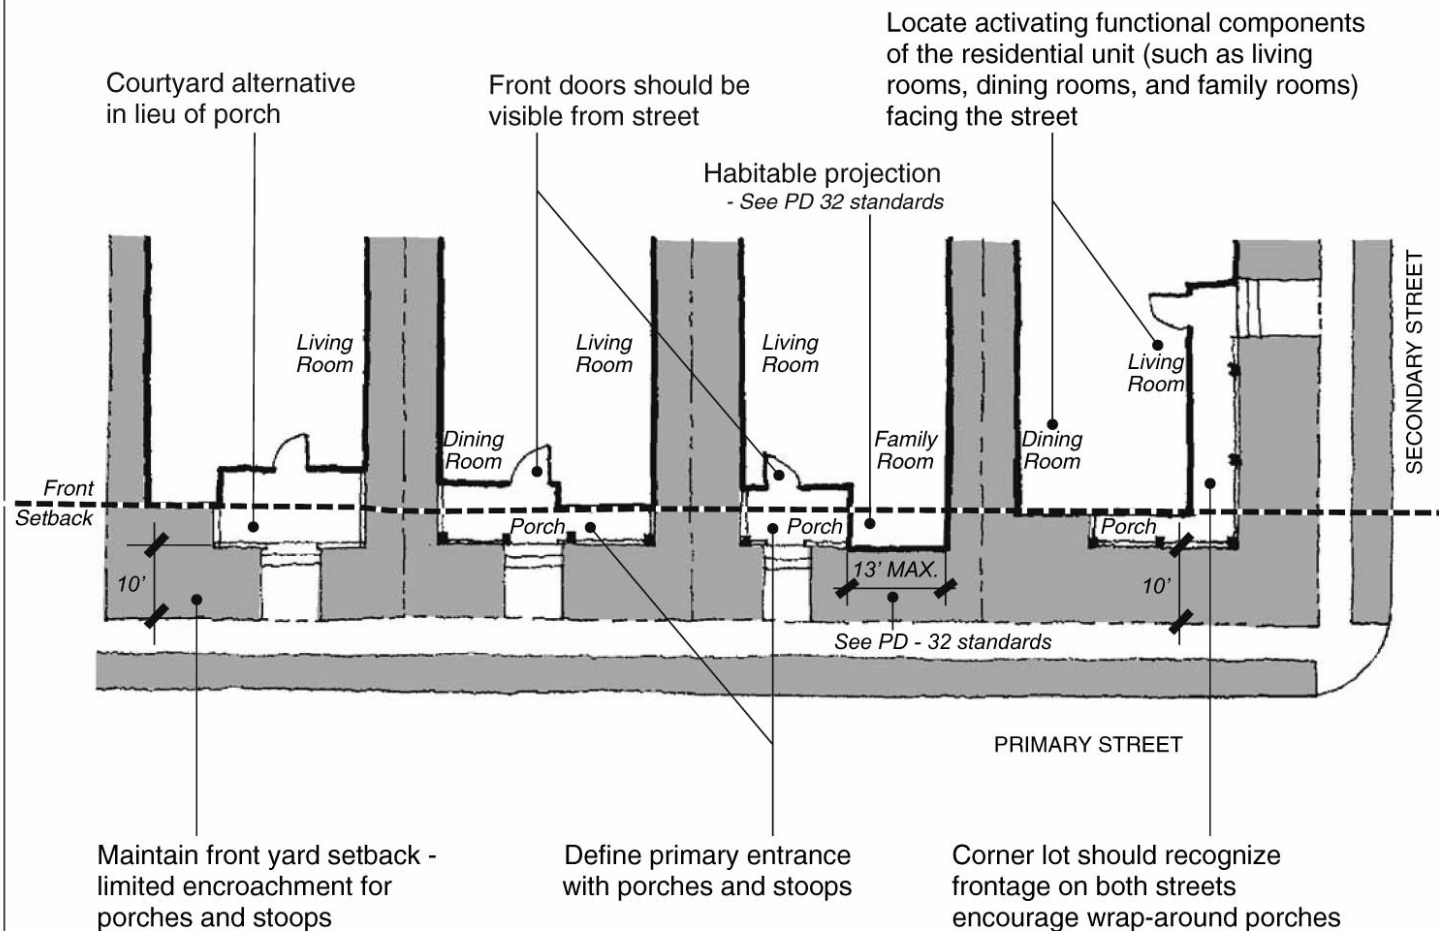 Locate activating functional components
of the residential unit (such as living
rooms, dining rooms, and family rooms)
facing the street
Courtyard alternative
in lieu of porch
Front doors should be
visible from street
Habitable projection
- See PD 32 standards
Living
Room
Living
Room
Living
Room
Living
Room
Dining
Room
Family
Room
Dining
Room
SECONDARY STREET
Front
Setback
Porch
Porch
Porch
10'
13' MAX.
10'
See PD - 32 standards
PRIMARY STREET
Maintain front yard setback -
limited encroachment for
porches and stoops
Define primary entrance
with porches and stoops
Corner lot should recognize
frontage on both streets
encourage wrap-around porches